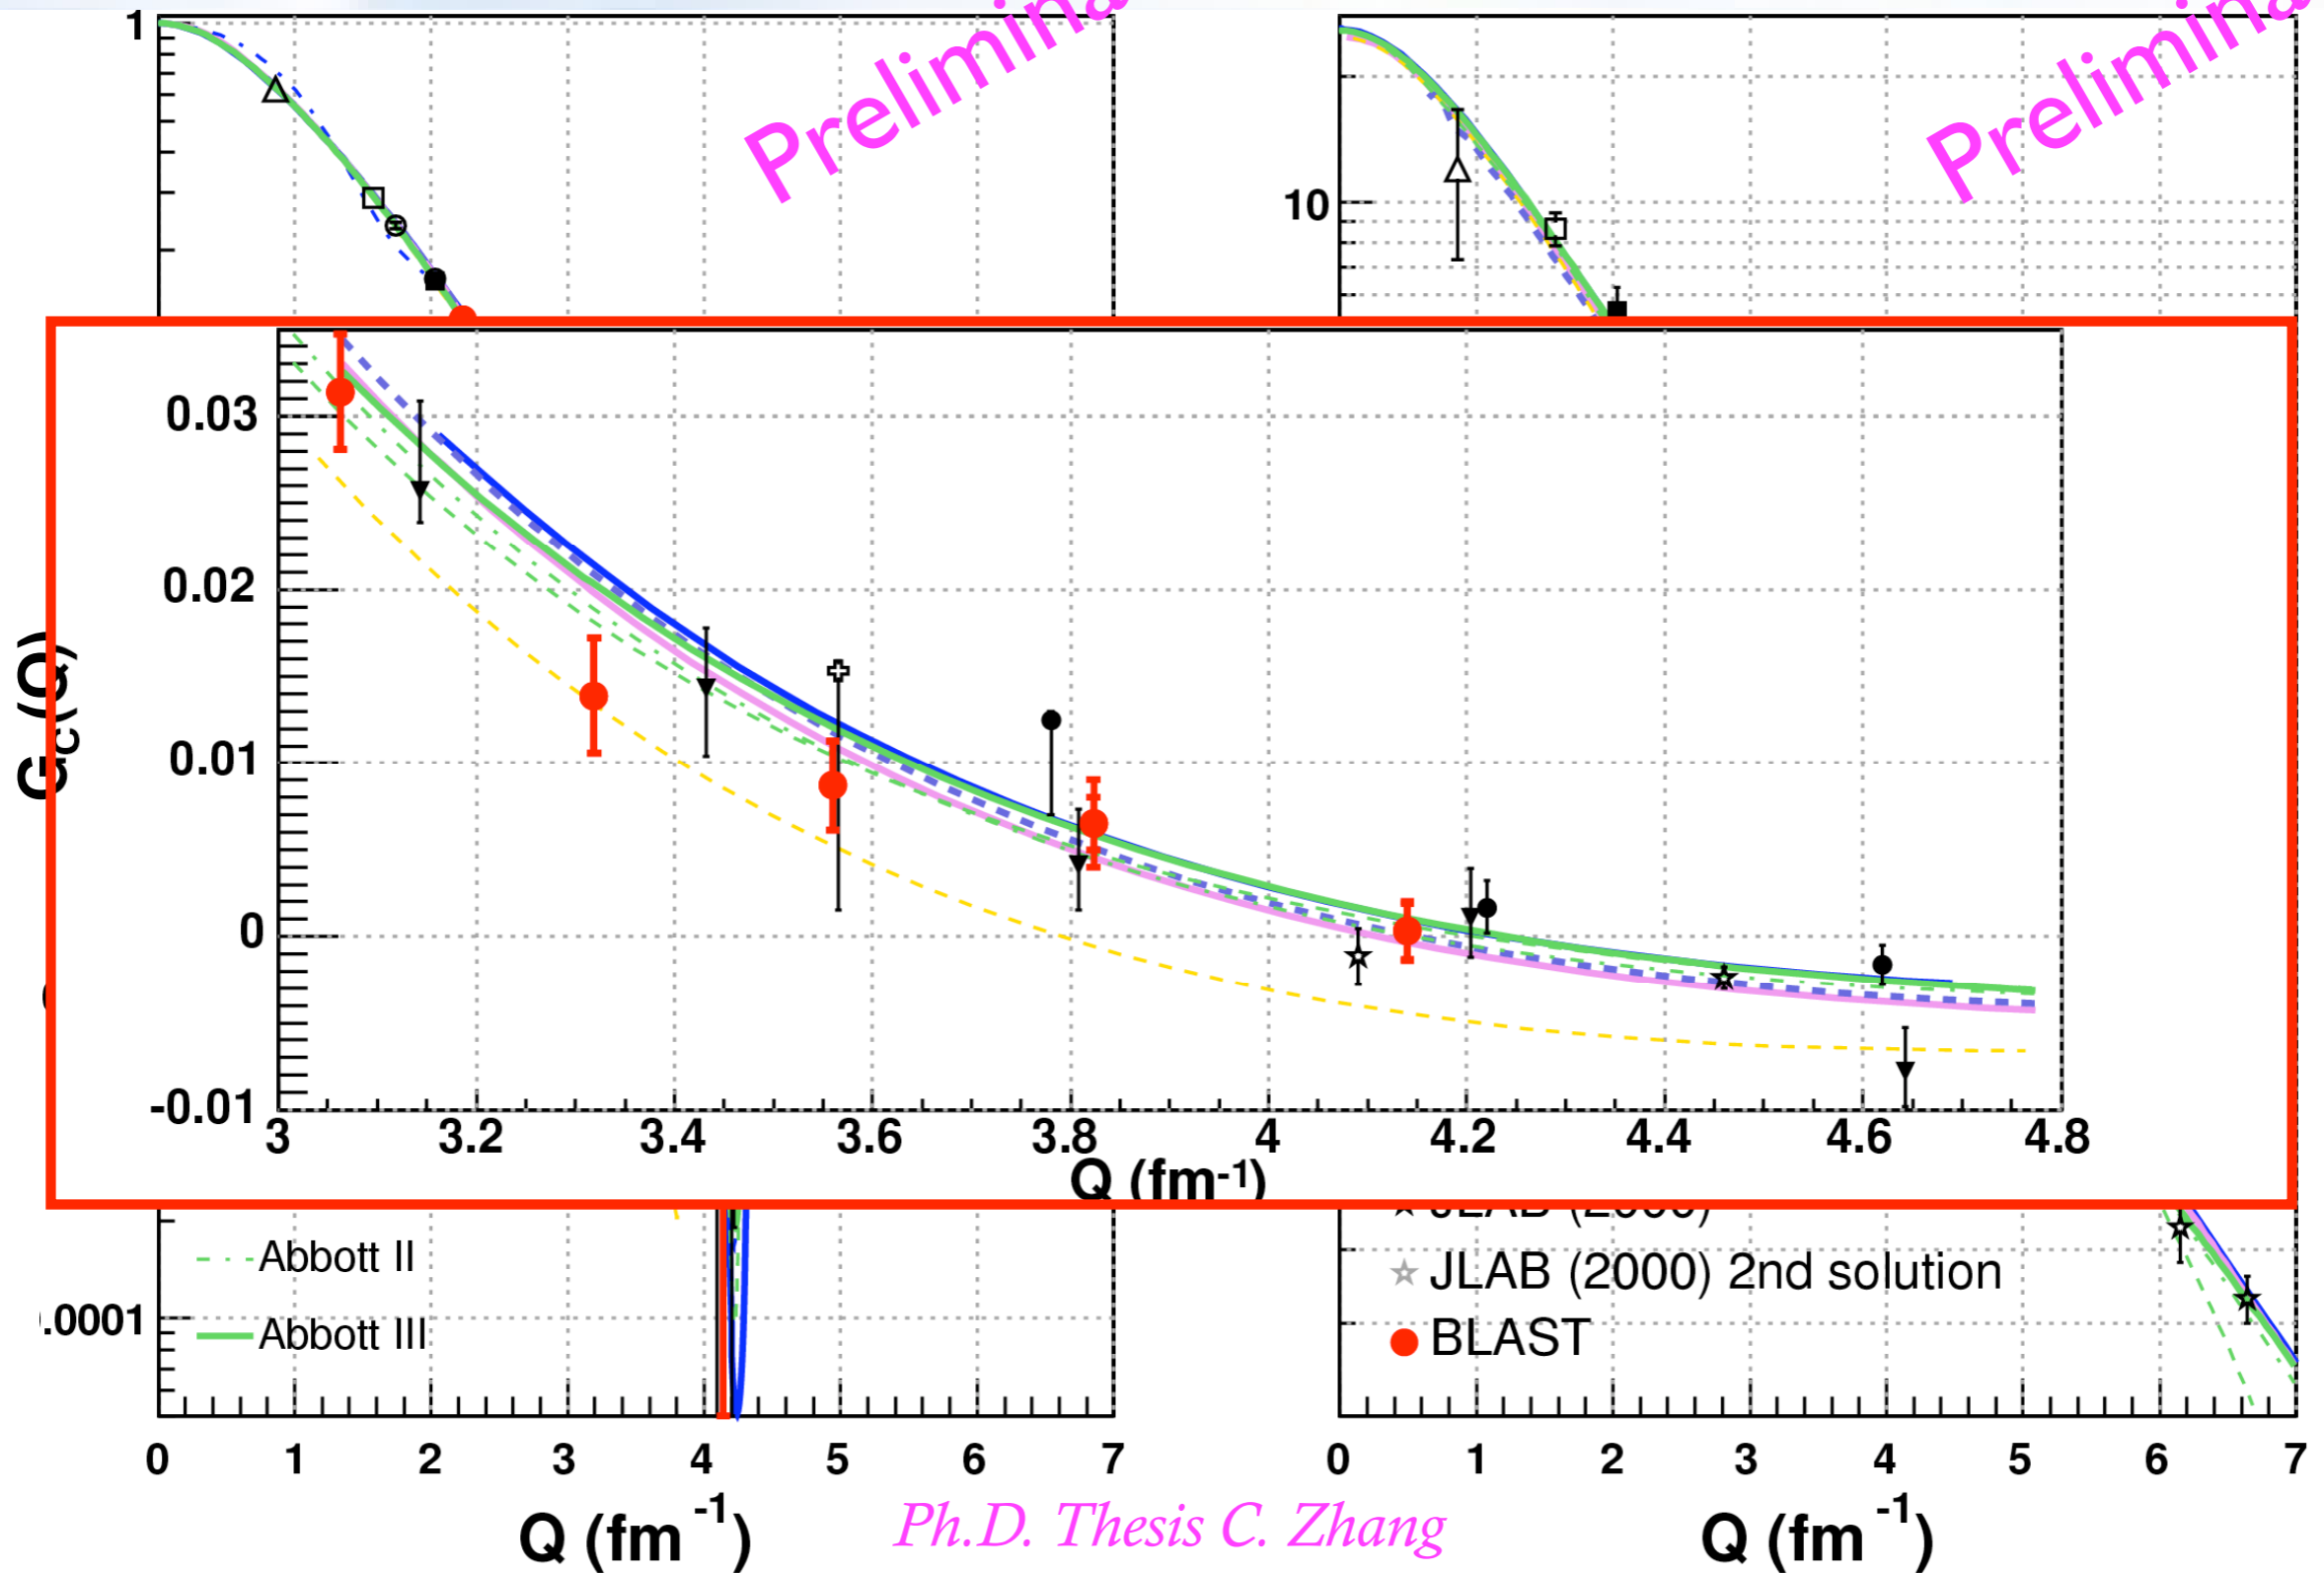 1
Prelimina
10
Prelimina
0.03
0.02
0.01
0
-0.01
Gc(Q)
3 3.2 3.4 3.6 3.8 4 4.2 4.4 4.6 4.8
Q (fm-1)
Abbott II
.0001
Abbott III
JLAB (2000)
JLAB (2000) 2nd solution
BLAST
0 1 2 3 4 5 6 7
0 1 2 3 4 5 6 7
Q (fm -1)
Ph.D. Thesis C. Zhang
Q (fm -1)